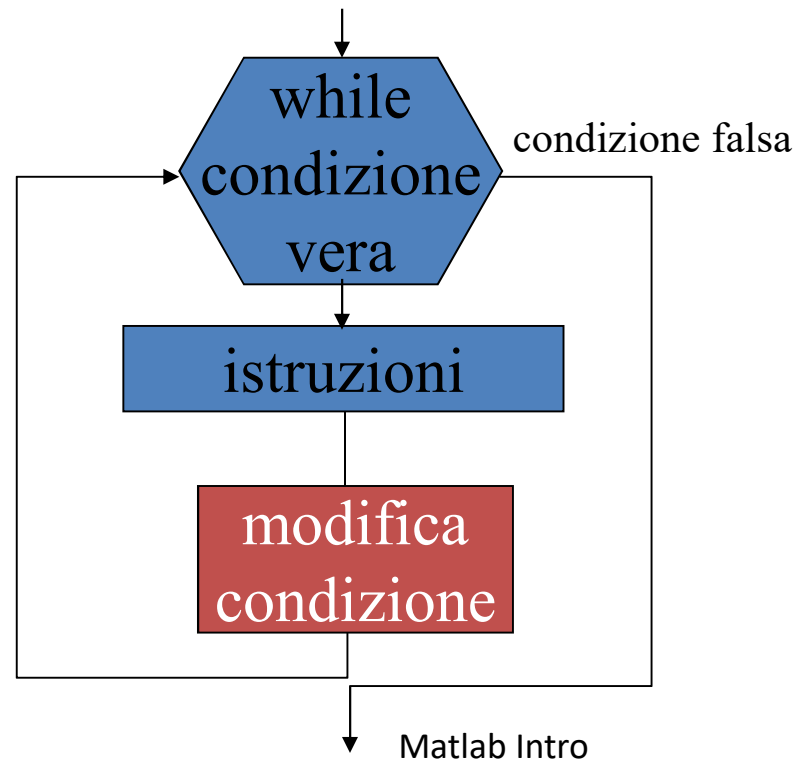 while
condizione
vera
condizione falsa
istruzioni
modifica
condizione
Matlab Intro